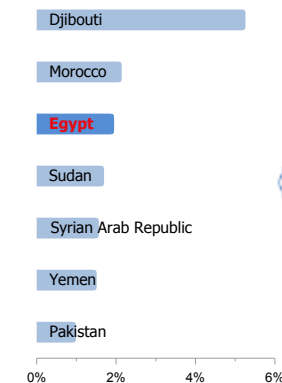 Djibouti
Morocco
Egypt
Sudan
Syrian Arab Republic
Yemen
Pakistan
0% 2% 4% 6%